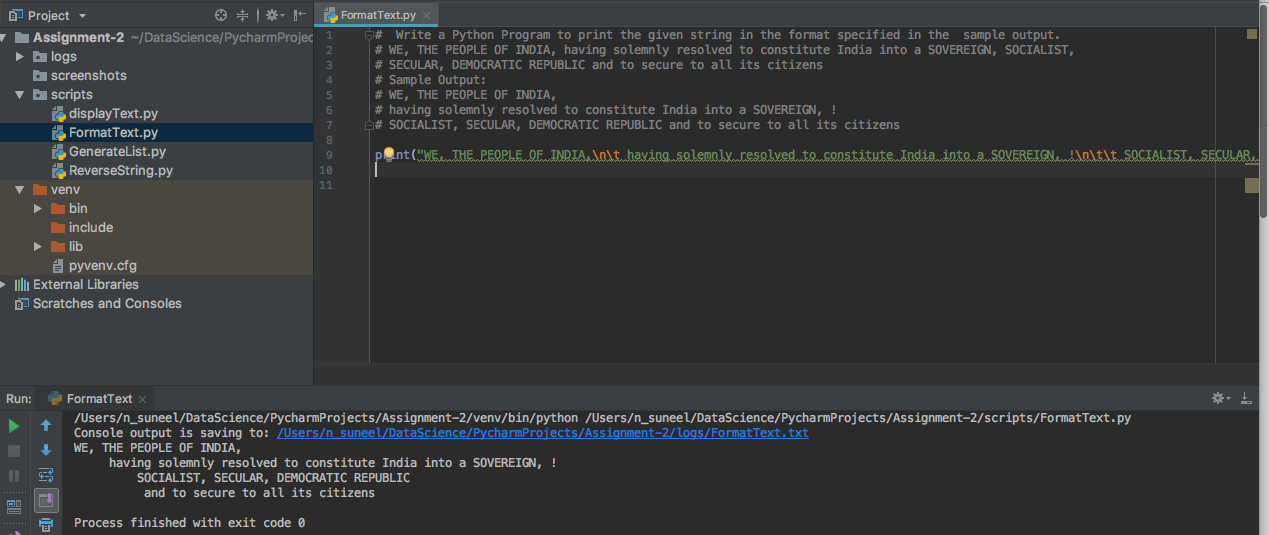 Project
FormatText.py
Assignment-2 ~/DataScience/PycharmProjec
logs
screenshots
scripts
displayText.py
FormatText.py
GenerateList.py
ReverseString.py
venv
bin
include
lib
pyvenv.cfg
External Libraries
Scratches and Consoles
1 #  Write a Python Program to print the given string in the format specified in the  sample output.
2 # WE, THE PEOPLE OF INDIA, having solemnly resolved to constitute India into a SOVEREIGN, SOCIALIST,
3 # SECULAR, DEMOCRATIC REPUBLIC and to secure to all its citizens
4 # Sample Output:
5 # WE, THE PEOPLE OF INDIA,
6 # having solemnly resolved to constitute India into a SOVEREIGN, !
7 # SOCIALIST, SECULAR, DEMOCRATIC REPUBLIC and to secure to all its citizens
8
9 print("WE, THE PEOPLE OF INDIA,\n\t having solemnly resolved to constitute India into a SOVEREIGN, !\n\t\t SOCIALIST, SECULAR,
10
11
Run: FormatText
/Users/n_suneel/DataScience/PycharmProjects/Assignment-2/venv/bin/python /Users/n_suneel/DataScience/PycharmProjects/Assignment-2/scripts/FormatText.py
Console output is saving to: /Users/n_suneel/DataScience/PycharmProjects/Assignment-2/logs/FormatText.txt
WE, THE PEOPLE OF INDIA,
having solemnly resolved to constitute India into a SOVEREIGN, !
SOCIALIST, SECULAR, DEMOCRATIC REPUBLIC
and to secure to all its citizens
Process finished with exit code 0